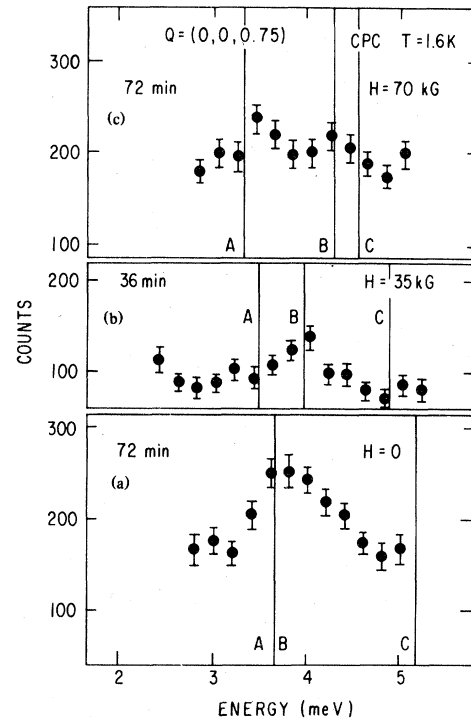 Q = (0,0,0.75) CPC T = 1.6K
300
72 min H = 70 kG
(c)
200
100
A B C
200
36 min A B C H = 35 kG
(b)
100
COUNTS
300
72 min H = 0
(a)
200
100
A B C
2 3 4 5
ENERGY (meV)